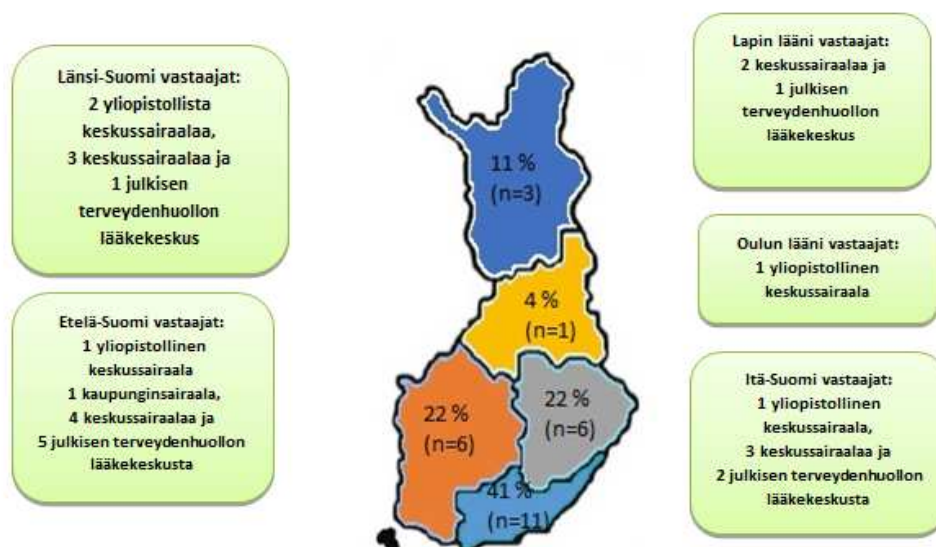 Länsi-Suomi vastaajat:
2 yliopistollista
keskussairaalaa,
3 keskussairaalaa ja
1 julkisen
terveydenhuollon
lääkekeskus
Etelä-Suomi vastaajat:
1 yliopistollinen
keskussairaala
1 kaupunginsairaala,
4 keskussairaalaa ja
5 julkisen terveydenhuollon
lääkekeskusta
11 %
(n=3)
4 %
(n=1)
22 %
(n=6)
22 %
(n=6)
41 %
(n=11)
Lapin lääni vastaajat:
2 keskussairaalaa ja
1 julkisen
terveydenhuollon
lääkekeskus
Oulun lääni vastaajat:
1 yliopistollinen
keskussairaala
Itä-Suomi vastaajat:
1 yliopistollinen
keskussairaala,
3 keskussairaalaa ja
2 julkisen terveydenhuollon
lääkekeskusta